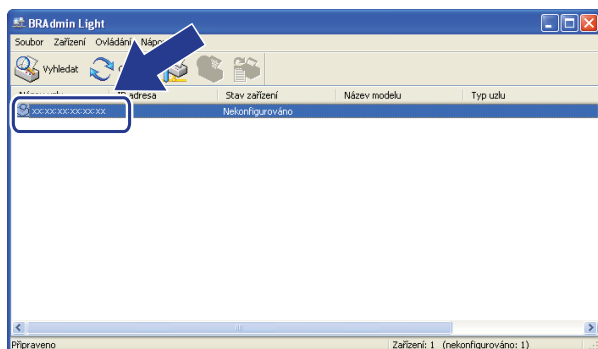 BRAdmin Light
Soubor Zařízení Ovládání
Vyhledat
adresa Stav zařízení Název modelu Typ uzlu
xx:xx:xx:xx:xx:xx Nekonfigurováno
Připraveno Zařízení: 1 (nekonfigurováno: 1)